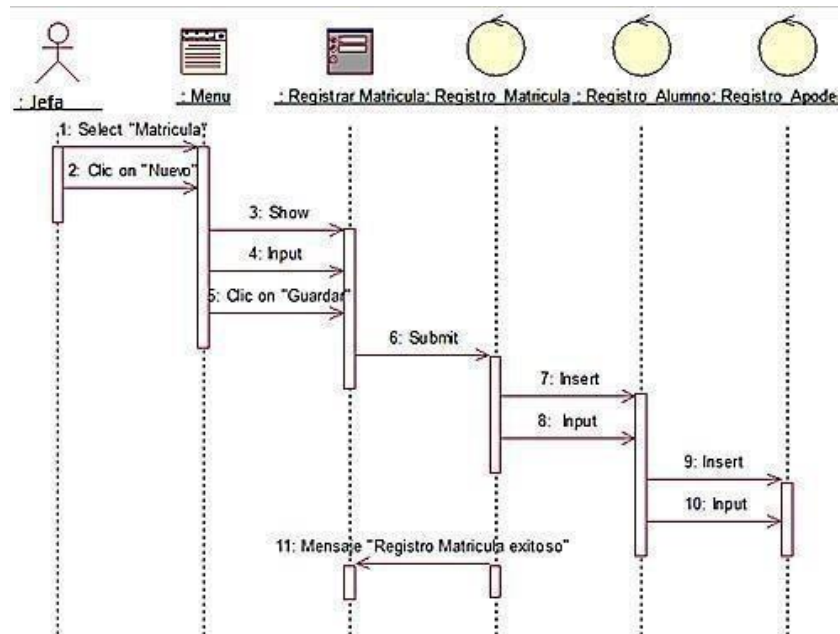 : Jefa
: Menu
: Registrar Matricula
: Registro_Matricula
: Registro_Alumno
: Registro_Apode
1: Select "Matricula"
2: Clic on "Nuevo"
3: Show
4: Input
5: Clic on "Guardar"
6: Submit
7: Insert
8: Input
9: Insert
10: Input
11: Mensaje "Registro Matricula exitoso"